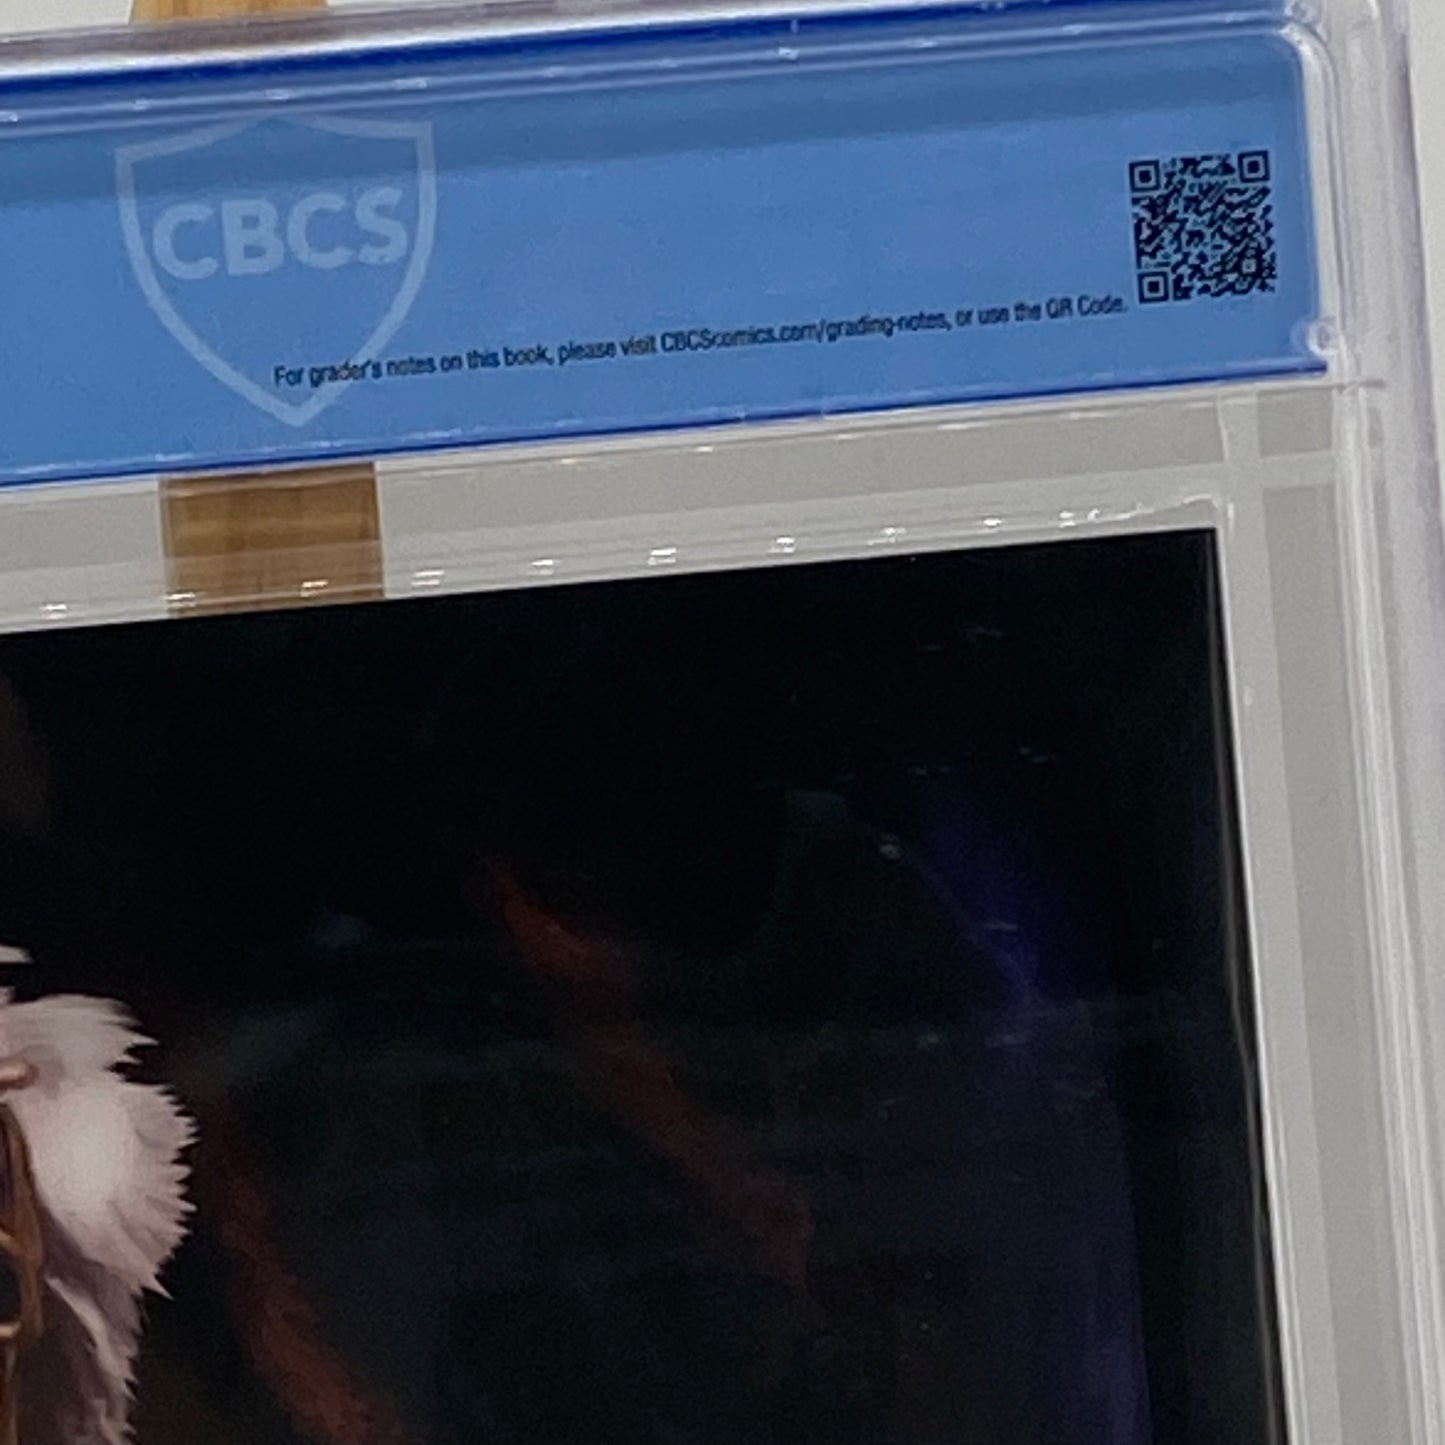 CBCS
For grader's notes on this book, please visit CBCScomics.com/grading-notes, or use the QR Code.